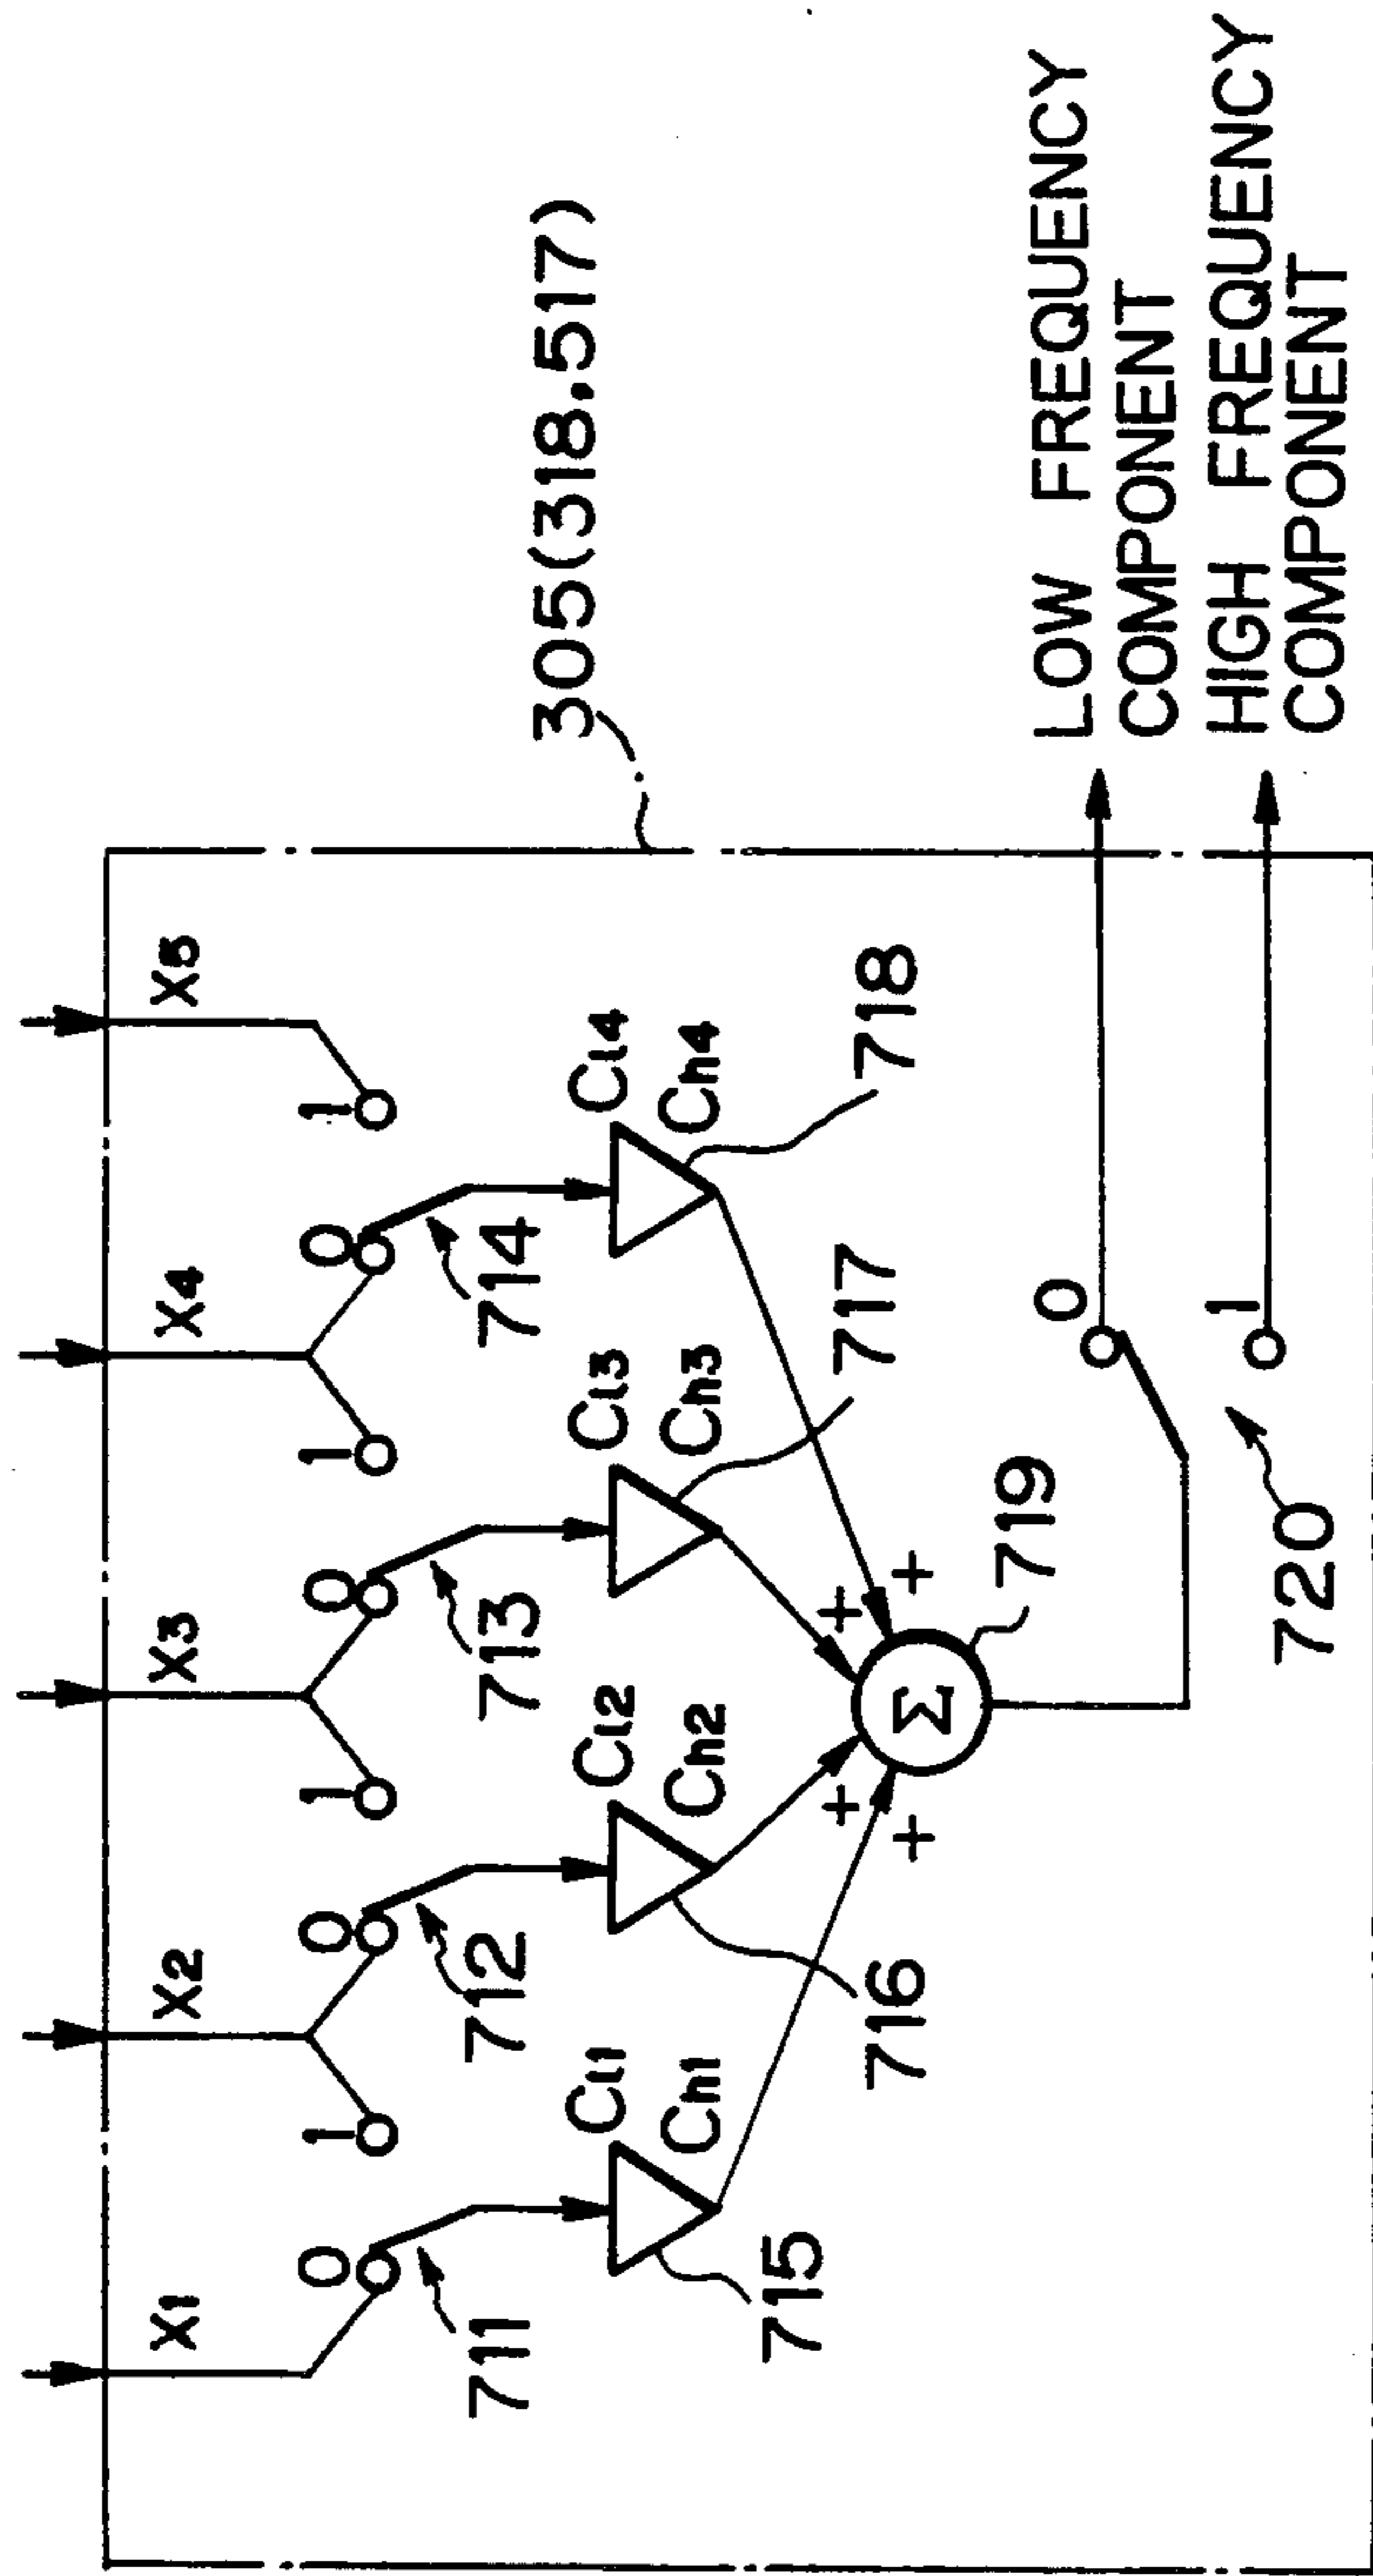 X1 X2 X3 X4 X5
0 1 0 1 0 1 0 1
711 712 713 714
305(318.517)
Cl1 Cl2 Cl3 Cl4
Ch1 Ch2 Ch3 Ch4
715 716 717 718
+ + + +
Σ
719
0
1
720
LOW FREQUENCY
COMPONENT
HIGH FREQUENCY
COMPONENT